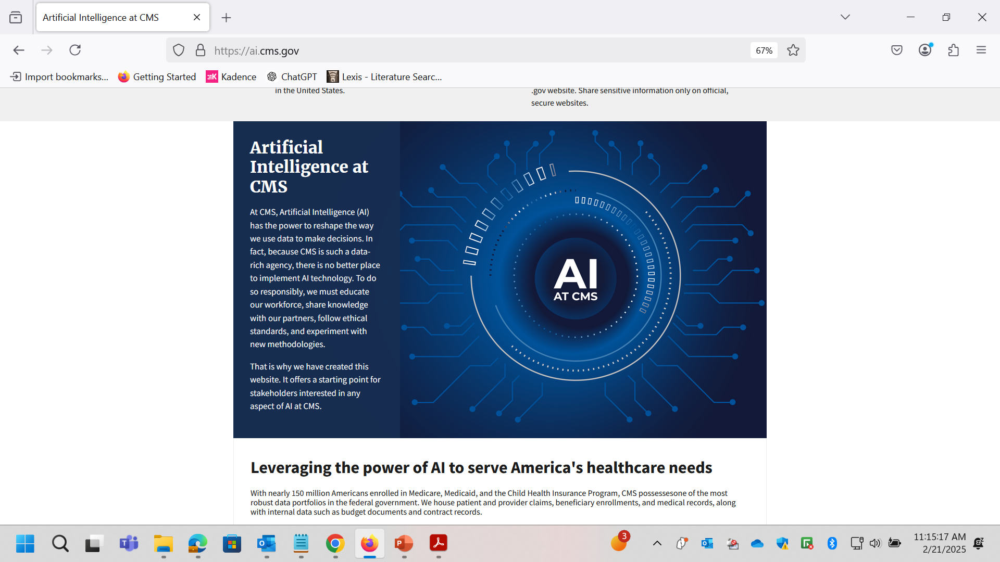 Artificial Intelligence at CMS
https://ai.cms.gov
67%
Import bookmarks...
Getting Started
Kadence
ChatGPT
Lexis - Literature Searc...
in the United States.
.gov website. Share sensitive information only on official,
secure websites.
Artificial
Intelligence at
CMS
At CMS, Artificial Intelligence (AI)
has the power to reshape the way
we use data to make decisions. In
fact, because CMS is such a data-
rich agency, there is no better place
to implement AI technology. To do
so responsibly, we must educate
our workforce, share knowledge
with our partners, follow ethical
standards, and experiment with
new methodologies.
That is why we have created this
website. It offers a starting point for
stakeholders interested in any
aspect of AI at CMS.
AI
AT CMS
Leveraging the power of AI to serve America's healthcare needs
With nearly 150 million Americans enrolled in Medicare, Medicaid, and the Child Health Insurance Program, CMS possessesone of the most
robust data portfolios in the federal government. We house patient and provider claims, beneficiary enrollments, and medical records, along
with internal data such as budget documents and contract records.
3
11:15:17 AM
2/21/2025